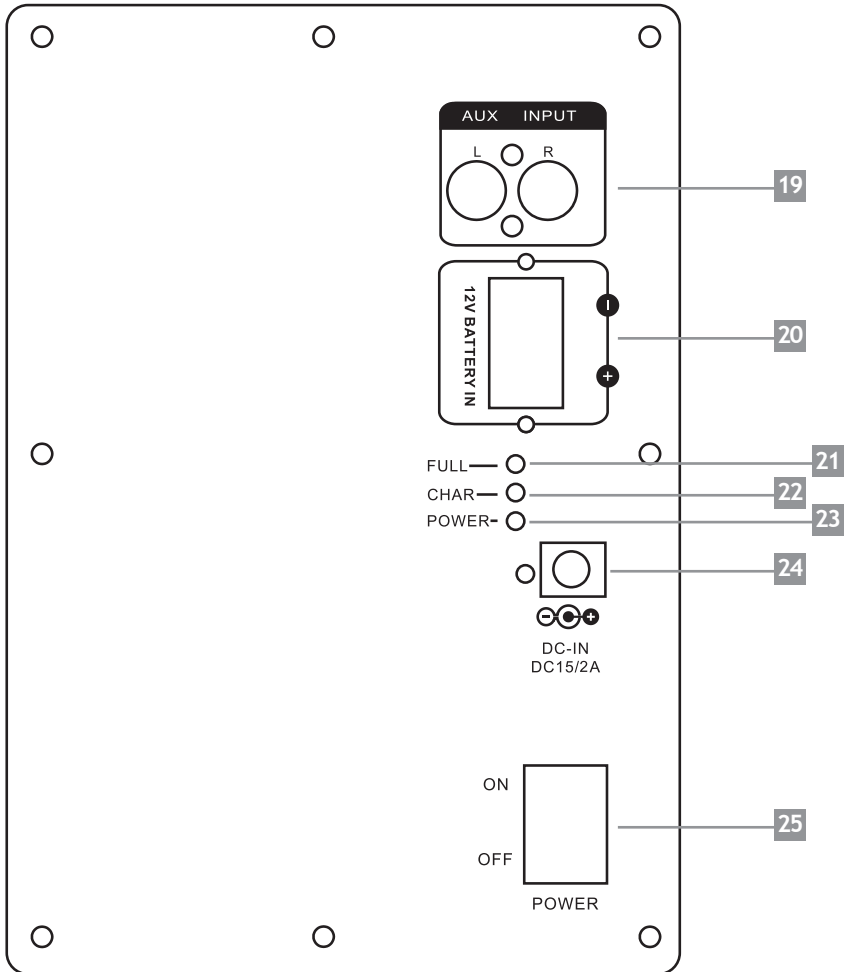 AUX INPUT
L R
19
12V BATTERY IN
-
+
20
FULL
21
CHAR
22
POWER
23
24
- +
DC-IN
DC15/2A
ON
25
OFF
POWER